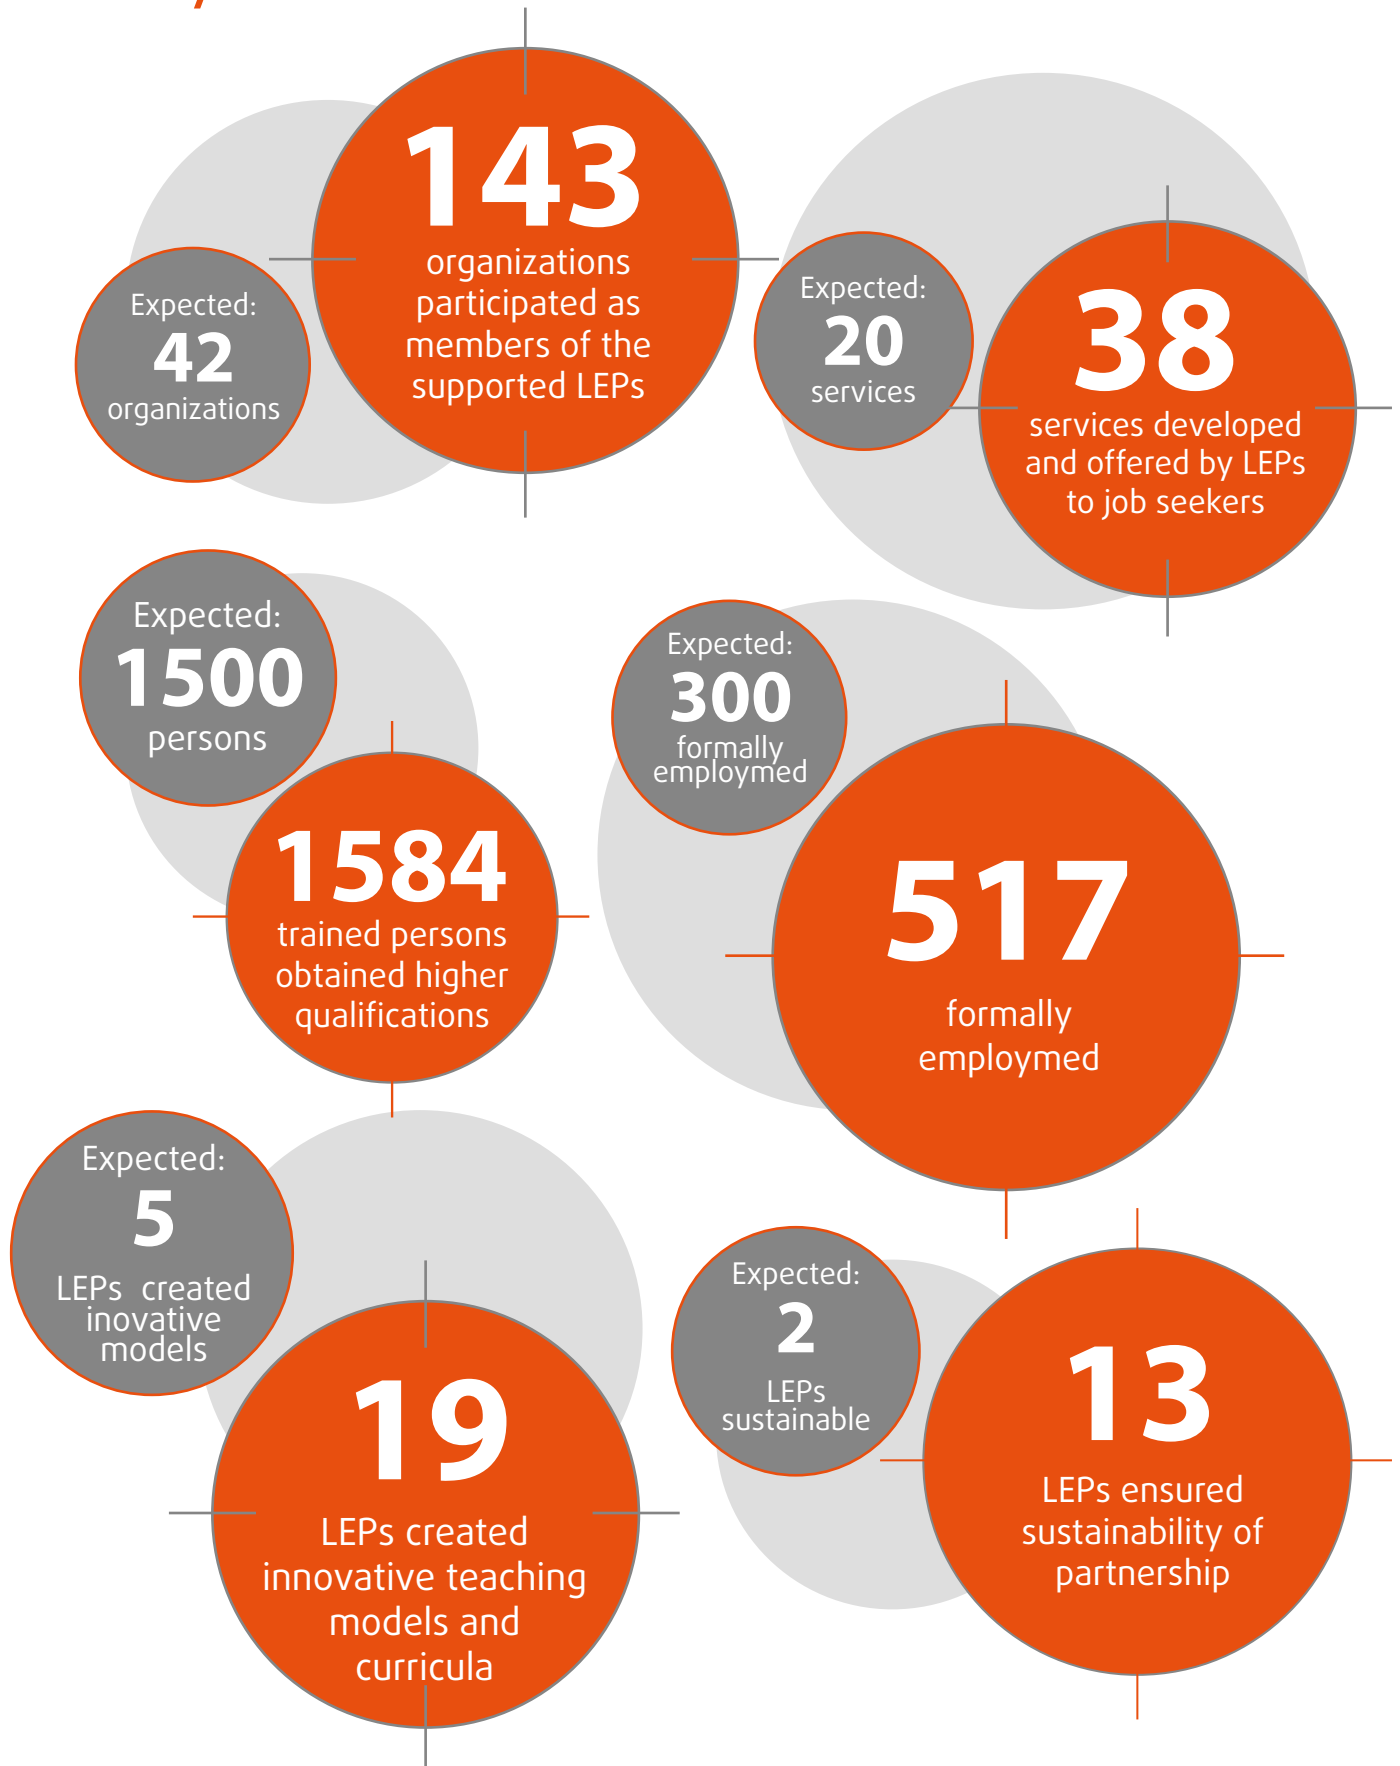 143
organizations
participated as
members of the
supported LEPs
Expected:
42
organizations
Expected:
20
services
38
services developed
and offered by LEPs
to job seekers
Expected:
1500
persons
1584
trained persons
obtained higher
qualifications
Expected:
300
formally
employmed
517
formally
employmed
Expected:
5
LEPs created
inovative
models
19
LEPs created
innovative teaching
models and
curricula
Expected:
2
LEPs
sustainable
13
LEPs ensured
sustainability of
partnership